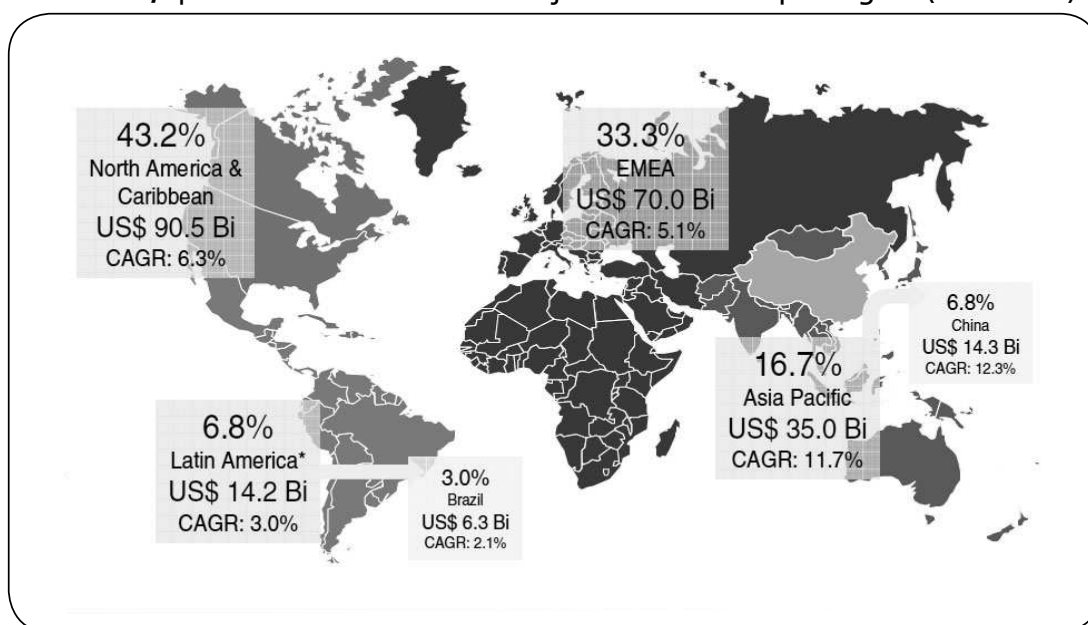 43.2%
North America &
Caribbean
US$ 90.5 Bi
CAGR: 6.3%
33.3%
EMEA
US$ 70.0 Bi
CAGR: 5.1%
6.8%
China
US$ 14.3 Bi
CAGR: 12.3%
16.7%
Asia Pacific
US$ 35.0 Bi
CAGR: 11.7%
6.8%
Latin America*
US$ 14.2 Bi
CAGR: 3.0%
3.0%
Brazil
US$ 6.3 Bi
CAGR: 2.1%